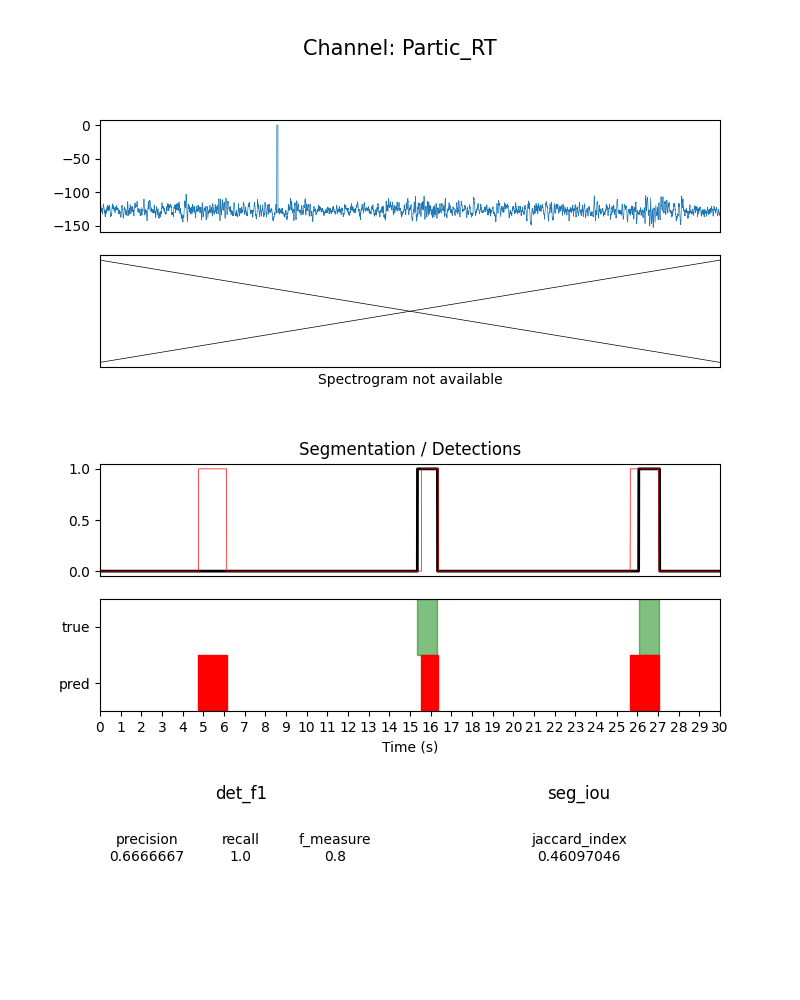 Channel: Partic_RT
0
−50
−100
−150
Spectrogram not available
Segmentation / Detections
1.0
0.5
0.0
true
pred
0 1 2 3 4 5 6 7 8 9 10 11 12 13 14 15 16 17 18 19 20 21 22 23 24 25 26 27 28 29 30
Time (s)
det_f1 seg_iou
precision recall f_measure jaccard_index
0.6666667 1.0 0.8 0.46097046